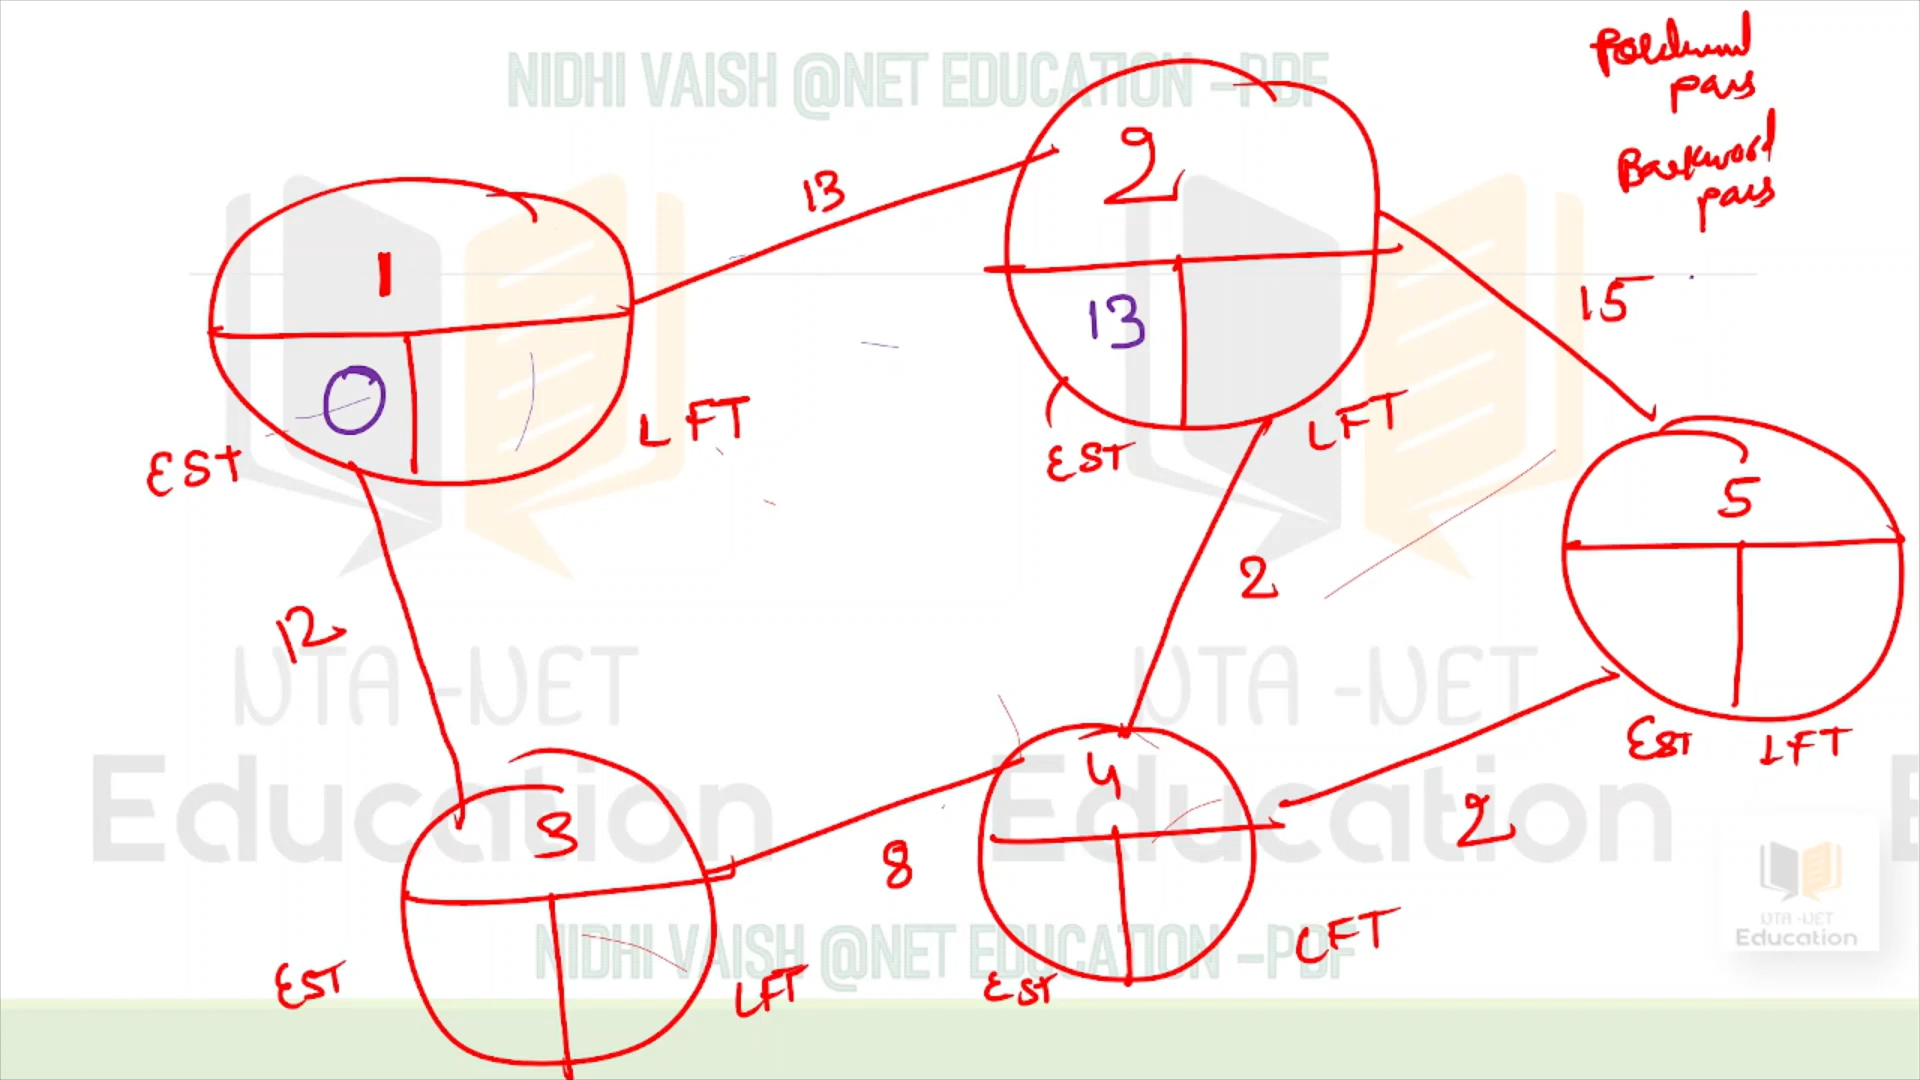 NIDHI VAISH @NET EDUCATION –PDF
Forward
pass
Backward
pass
1
0
EST
LFT
13
2
13
EST
LFT
15
5
EST
LFT
12
2
3
EST
LFT
8
4
EST
LFT
2
NTA -NET
Education
NTA -NET
Education
NIDHI VAISH @NET EDUCATION –PDF
NTA -NET
Education